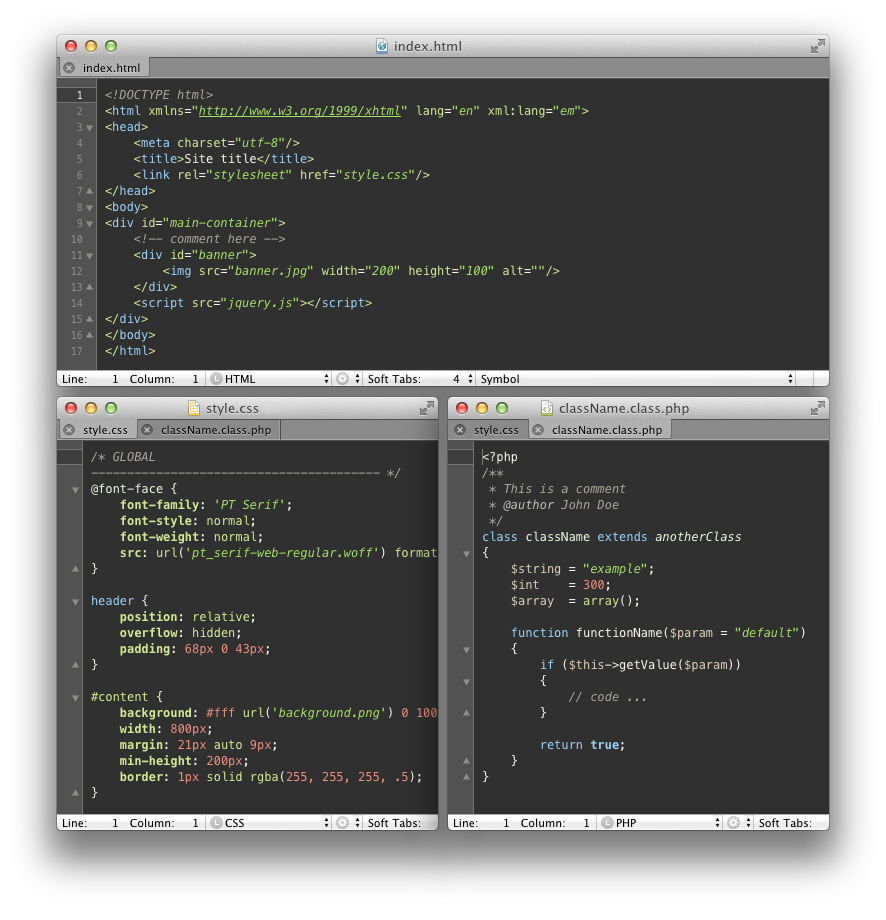 index.html
index.html
1 <!DOCTYPE html>
2 <html xmlns="http://www.w3.org/1999/xhtml" lang="en" xml:lang="em">
3 <head>
4     <meta charset="utf-8"/>
5     <title>Site title</title>
6     <link rel="stylesheet" href="style.css"/>
7 </head>
8 <body>
9 <div id="main-container">
10     <!-- comment here -->
11     <div id="banner">
12         <img src="banner.jpg" width="200" height="100" alt=""/>
13     </div>
14     <script src="jquery.js"></script>
15 </div>
16 </body>
17 </html>
Line: 1 Column: 1 L HTML Soft Tabs: 4 Symbol
style.css
style.css className.class.php
/* GLOBAL
---------------------------------------- */
@font-face {
    font-family: 'PT Serif';
    font-style: normal;
    font-weight: normal;
    src: url('pt_serif-web-regular.woff') format
}
header {
    position: relative;
    overflow: hidden;
    padding: 68px 0 43px;
}
#content {
    background: #fff url('background.png') 0 100
    width: 800px;
    margin: 21px auto 9px;
    min-height: 200px;
    border: 1px solid rgba(255, 255, 255, .5);
}
Line: 1 Column: 1 L CSS Soft Tabs:
className.class.php
style.css className.class.php
<?php
/**
 * This is a comment
 * @author John Doe
 */
class className extends anotherClass
{
    $string = "example";
    $int    = 300;
    $array  = array();
    function functionName($param = "default")
    {
        if ($this->getValue($param))
        {
            // code ...
        }
        return true;
    }
}
Line: 1 Column: 1 L PHP Soft Tabs: